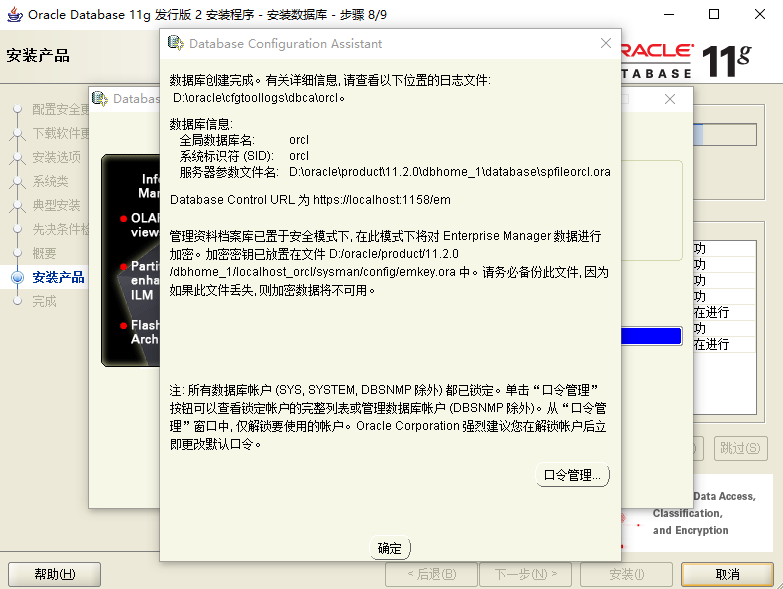 Oracle Database 11g 发行版 2 安装程序 - 安装数据库 - 步骤 8/9
安装产品
ORACLE
DATABASE
11g
配置安全更
下载软件更
安装选项
系统类
典型安装
先决条件检
概要
安装产品
完成
Databas
Info
Man
OLAP
view
Partit
enha
ILM
Flash
Arch
Database Configuration Assistant
数据库创建完成。有关详细信息, 请查看以下位置的日志文件:
D:\oracle\cfgtoollogs\dbca\orcl。
数据库信息:
全局数据库名: orcl
系统标识符 (SID): orcl
服务器参数文件名: D:\oracle\product\11.2.0\dbhome_1\database\spfileorcl.ora
Database Control URL 为 https://localhost:1158/em
管理资料档案库已置于安全模式下, 在此模式下将对 Enterprise Manager 数据进行
加密。加密密钥已放置在文件 D:/oracle/product/11.2.0
/dbhome_1/localhost_orcl/sysman/config/emkey.ora 中。请务必备份此文件, 因为
如果此文件丢失, 则加密数据将不可用。
注: 所有数据库帐户 (SYS, SYSTEM, DBSNMP 除外) 都已锁定。单击“口令管理”
按钮可以查看锁定帐户的完整列表或管理数据库帐户 (DBSNMP 除外)。从“口令管
理”窗口中, 仅解锁要使用的帐户。Oracle Corporation 强烈建议您在解锁帐户后立
即更改默认口令。
口令管理...
确定
功
功
功
功
在进行
功
在进行
跳过(S)
Data Access,
Classification,
and Encryption
帮助(H)
< 后退(B)
下一步(N) >
安装(I)
取消